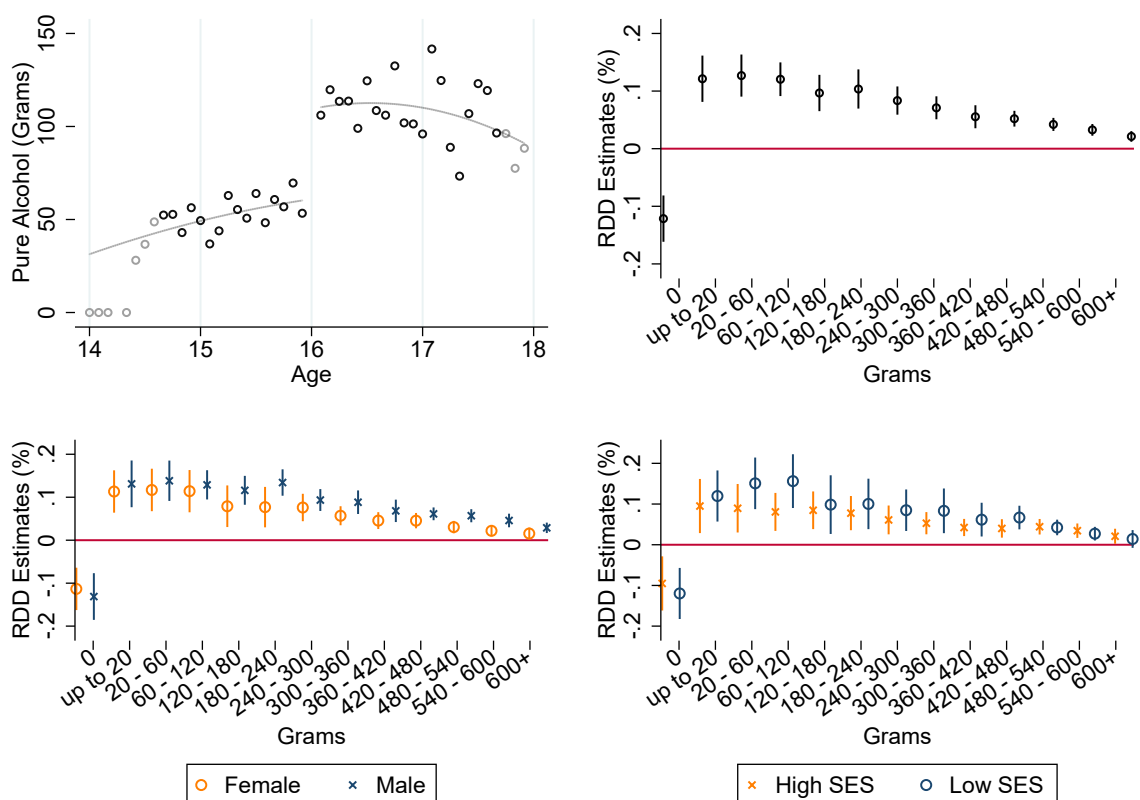 Pure Alcohol (Grams)
150
100
50
0
14
15
16
17
18
Age
RDD Estimates (%)
.2
.1
0
-.1
-.2
0
up to 20
20 - 60
60 - 120
120 - 180
180 - 240
240 - 300
300 - 360
360 - 420
420 - 480
480 - 540
540 - 600
600+
Grams
RDD Estimates (%)
.2
.1
0
-.1
-.2
0
up to 20
20 - 60
60 - 120
120 - 180
180 - 240
240 - 300
300 - 360
360 - 420
420 - 480
480 - 540
540 - 600
600+
Grams
Female
Male
RDD Estimates (%)
.2
.1
0
-.1
-.2
0
up to 20
20 - 60
60 - 120
120 - 180
180 - 240
240 - 300
300 - 360
360 - 420
420 - 480
480 - 540
540 - 600
600+
Grams
High SES
Low SES